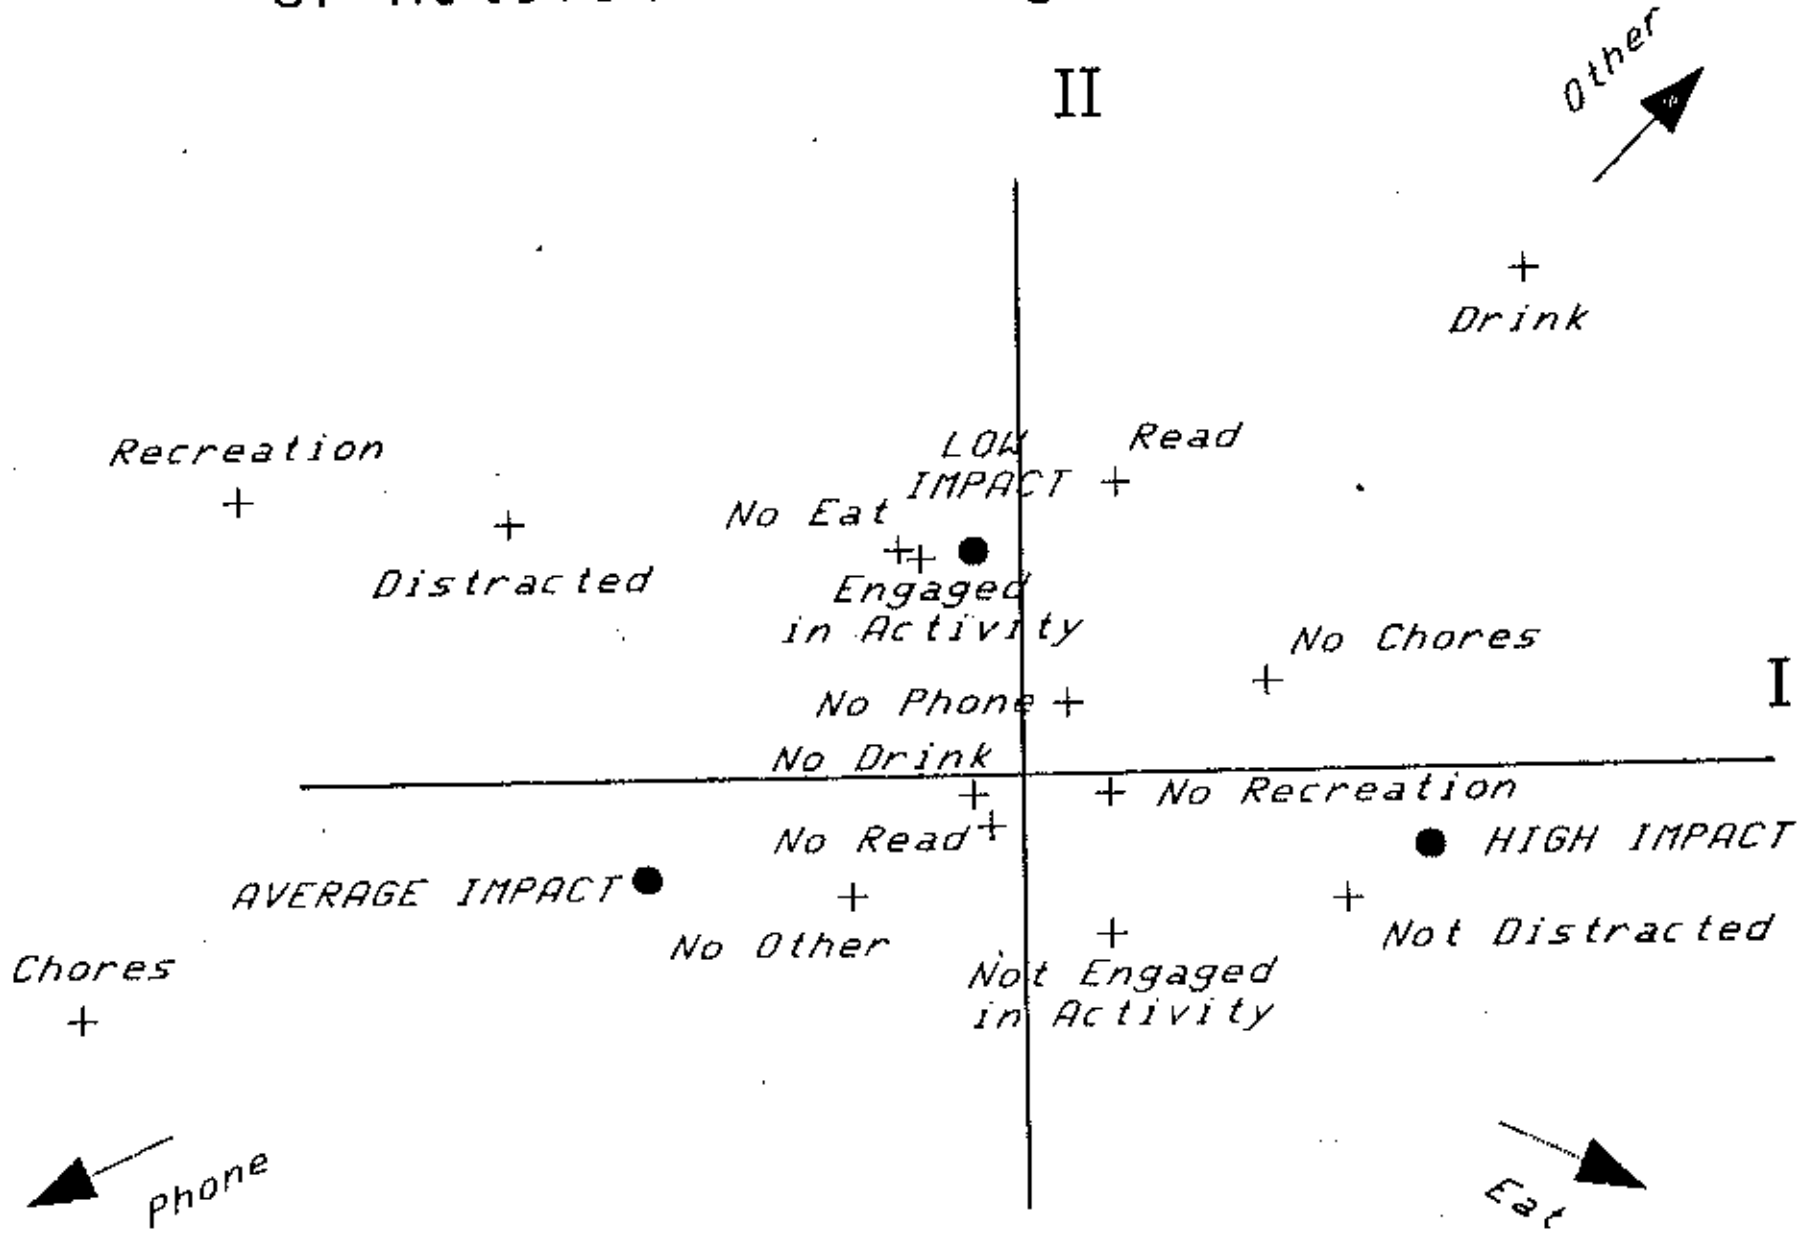 Other
II
Drink
Recreation
LOW
IMPACT
Read
No Eat
Distracted
Engaged
in Activity
No Chores
I
No Phone
No Drink
No Recreation
No Read
HIGH IMPACT
AVERAGE IMPACT
No Other
Not Distracted
Chores
Not Engaged
in Activity
Phone
Eat